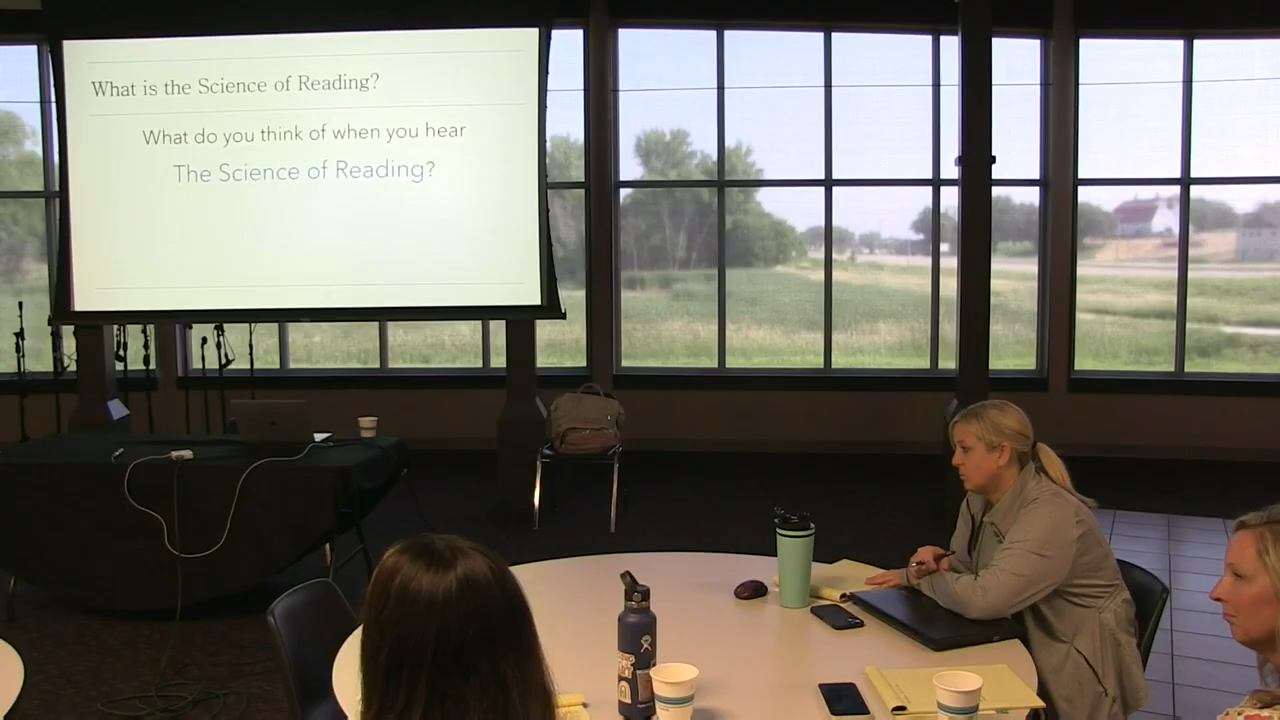 What is the Science of Reading?
What do you think of when you hear
The Science of Reading?